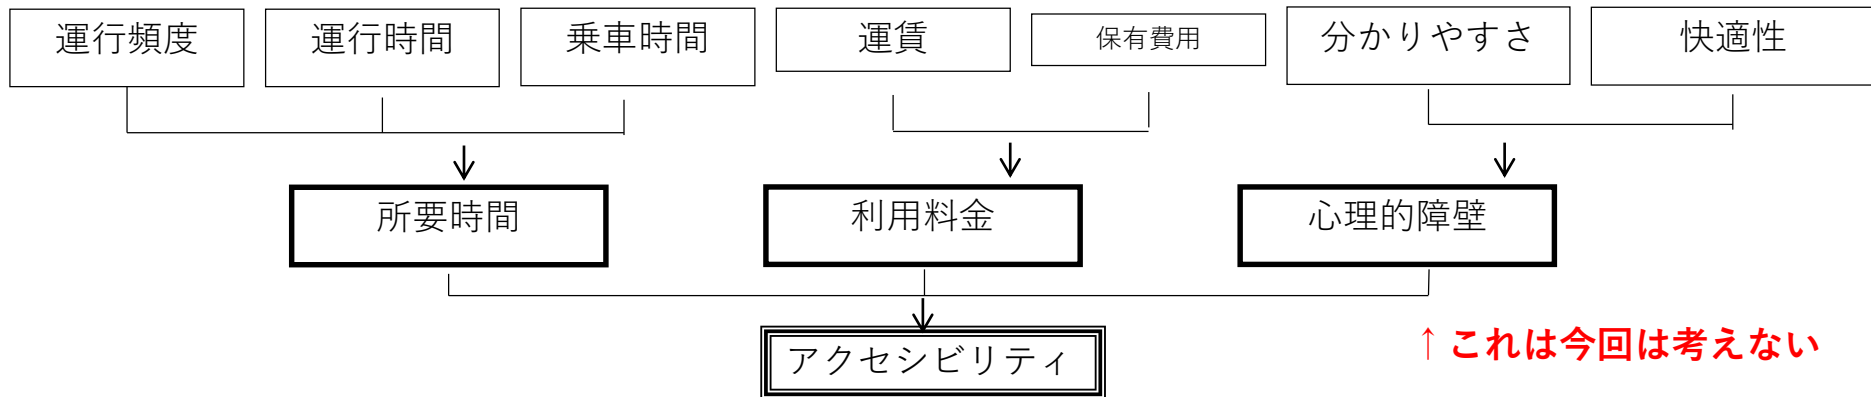 運行頻度
運行時間
乗車時間
運賃
保有費用
分かりやすさ
快適性
所要時間
利用料金
心理的障壁
アクセシビリティ
↑これは今回は考えない